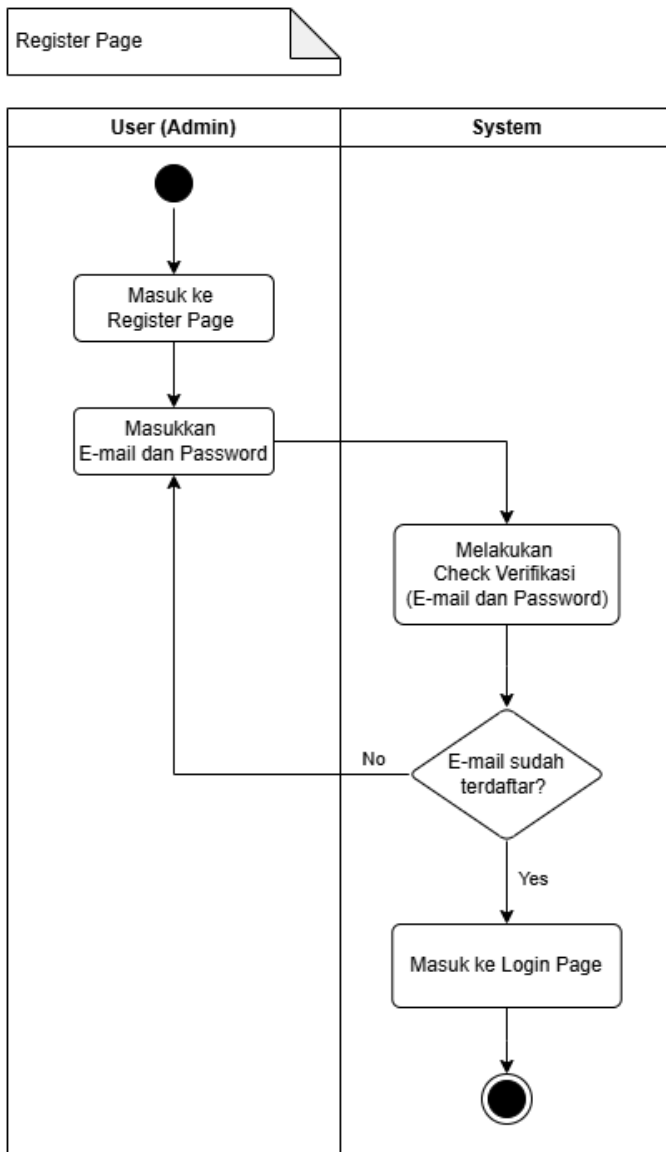 Register Page
User (Admin)
System
Masuk ke
Register Page
Masukkan
E-mail dan Password
Melakukan
Check Verifikasi
(E-mail dan Password)
E-mail sudah
terdaftar?
No
Yes
Masuk ke Login Page